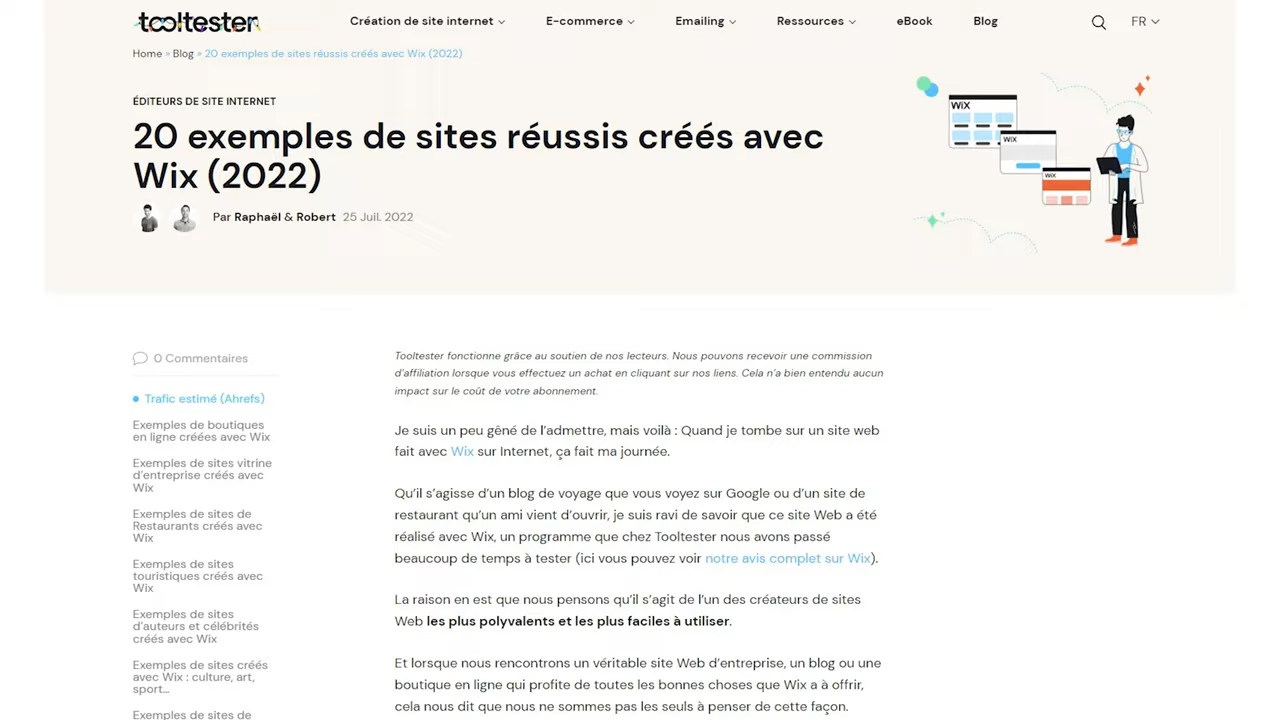 tooltester
Création de site internet
E-commerce
Emailing
Ressources
eBook
Blog
FR
Home » Blog » 20 exemples de sites réussis créés avec Wix (2022)
ÉDITEURS DE SITE INTERNET
20 exemples de sites réussis créés avec
Wix (2022)
Par Raphaël & Robert 25 Juil. 2022
WiX
WiX
WiX
0 Commentaires
Trafic estimé (Ahrefs)
Exemples de boutiques
en ligne créées avec Wix
Exemples de sites vitrine
d'entreprise créés avec
Wix
Exemples de sites de
Restaurants créés avec
Wix
Exemples de sites
touristiques créés avec
Wix
Exemples de sites
d'auteurs et célébrités
créés avec Wix
Exemples de sites créés
avec Wix : culture, art,
sport…
Exemples de sites de
Tooltester fonctionne grâce au soutien de nos lecteurs. Nous pouvons recevoir une commission
d'affiliation lorsque vous effectuez un achat en cliquant sur nos liens. Cela n'a bien entendu aucun
impact sur le coût de votre abonnement.
Je suis un peu gêné de l'admettre, mais voilà : Quand je tombe sur un site web
fait avec Wix sur Internet, ça fait ma journée.
Qu'il s'agisse d'un blog de voyage que vous voyez sur Google ou d'un site de
restaurant qu'un ami vient d'ouvrir, je suis ravi de savoir que ce site Web a été
réalisé avec Wix, un programme que chez Tooltester nous avons passé
beaucoup de temps à tester (ici vous pouvez voir notre avis complet sur Wix).
La raison en est que nous pensons qu'il s'agit de l'un des créateurs de sites
Web les plus polyvalents et les plus faciles à utiliser.
Et lorsque nous rencontrons un véritable site Web d'entreprise, un blog ou une
boutique en ligne qui profite de toutes les bonnes choses que Wix a à offrir,
cela nous dit que nous ne sommes pas les seuls à penser de cette façon.